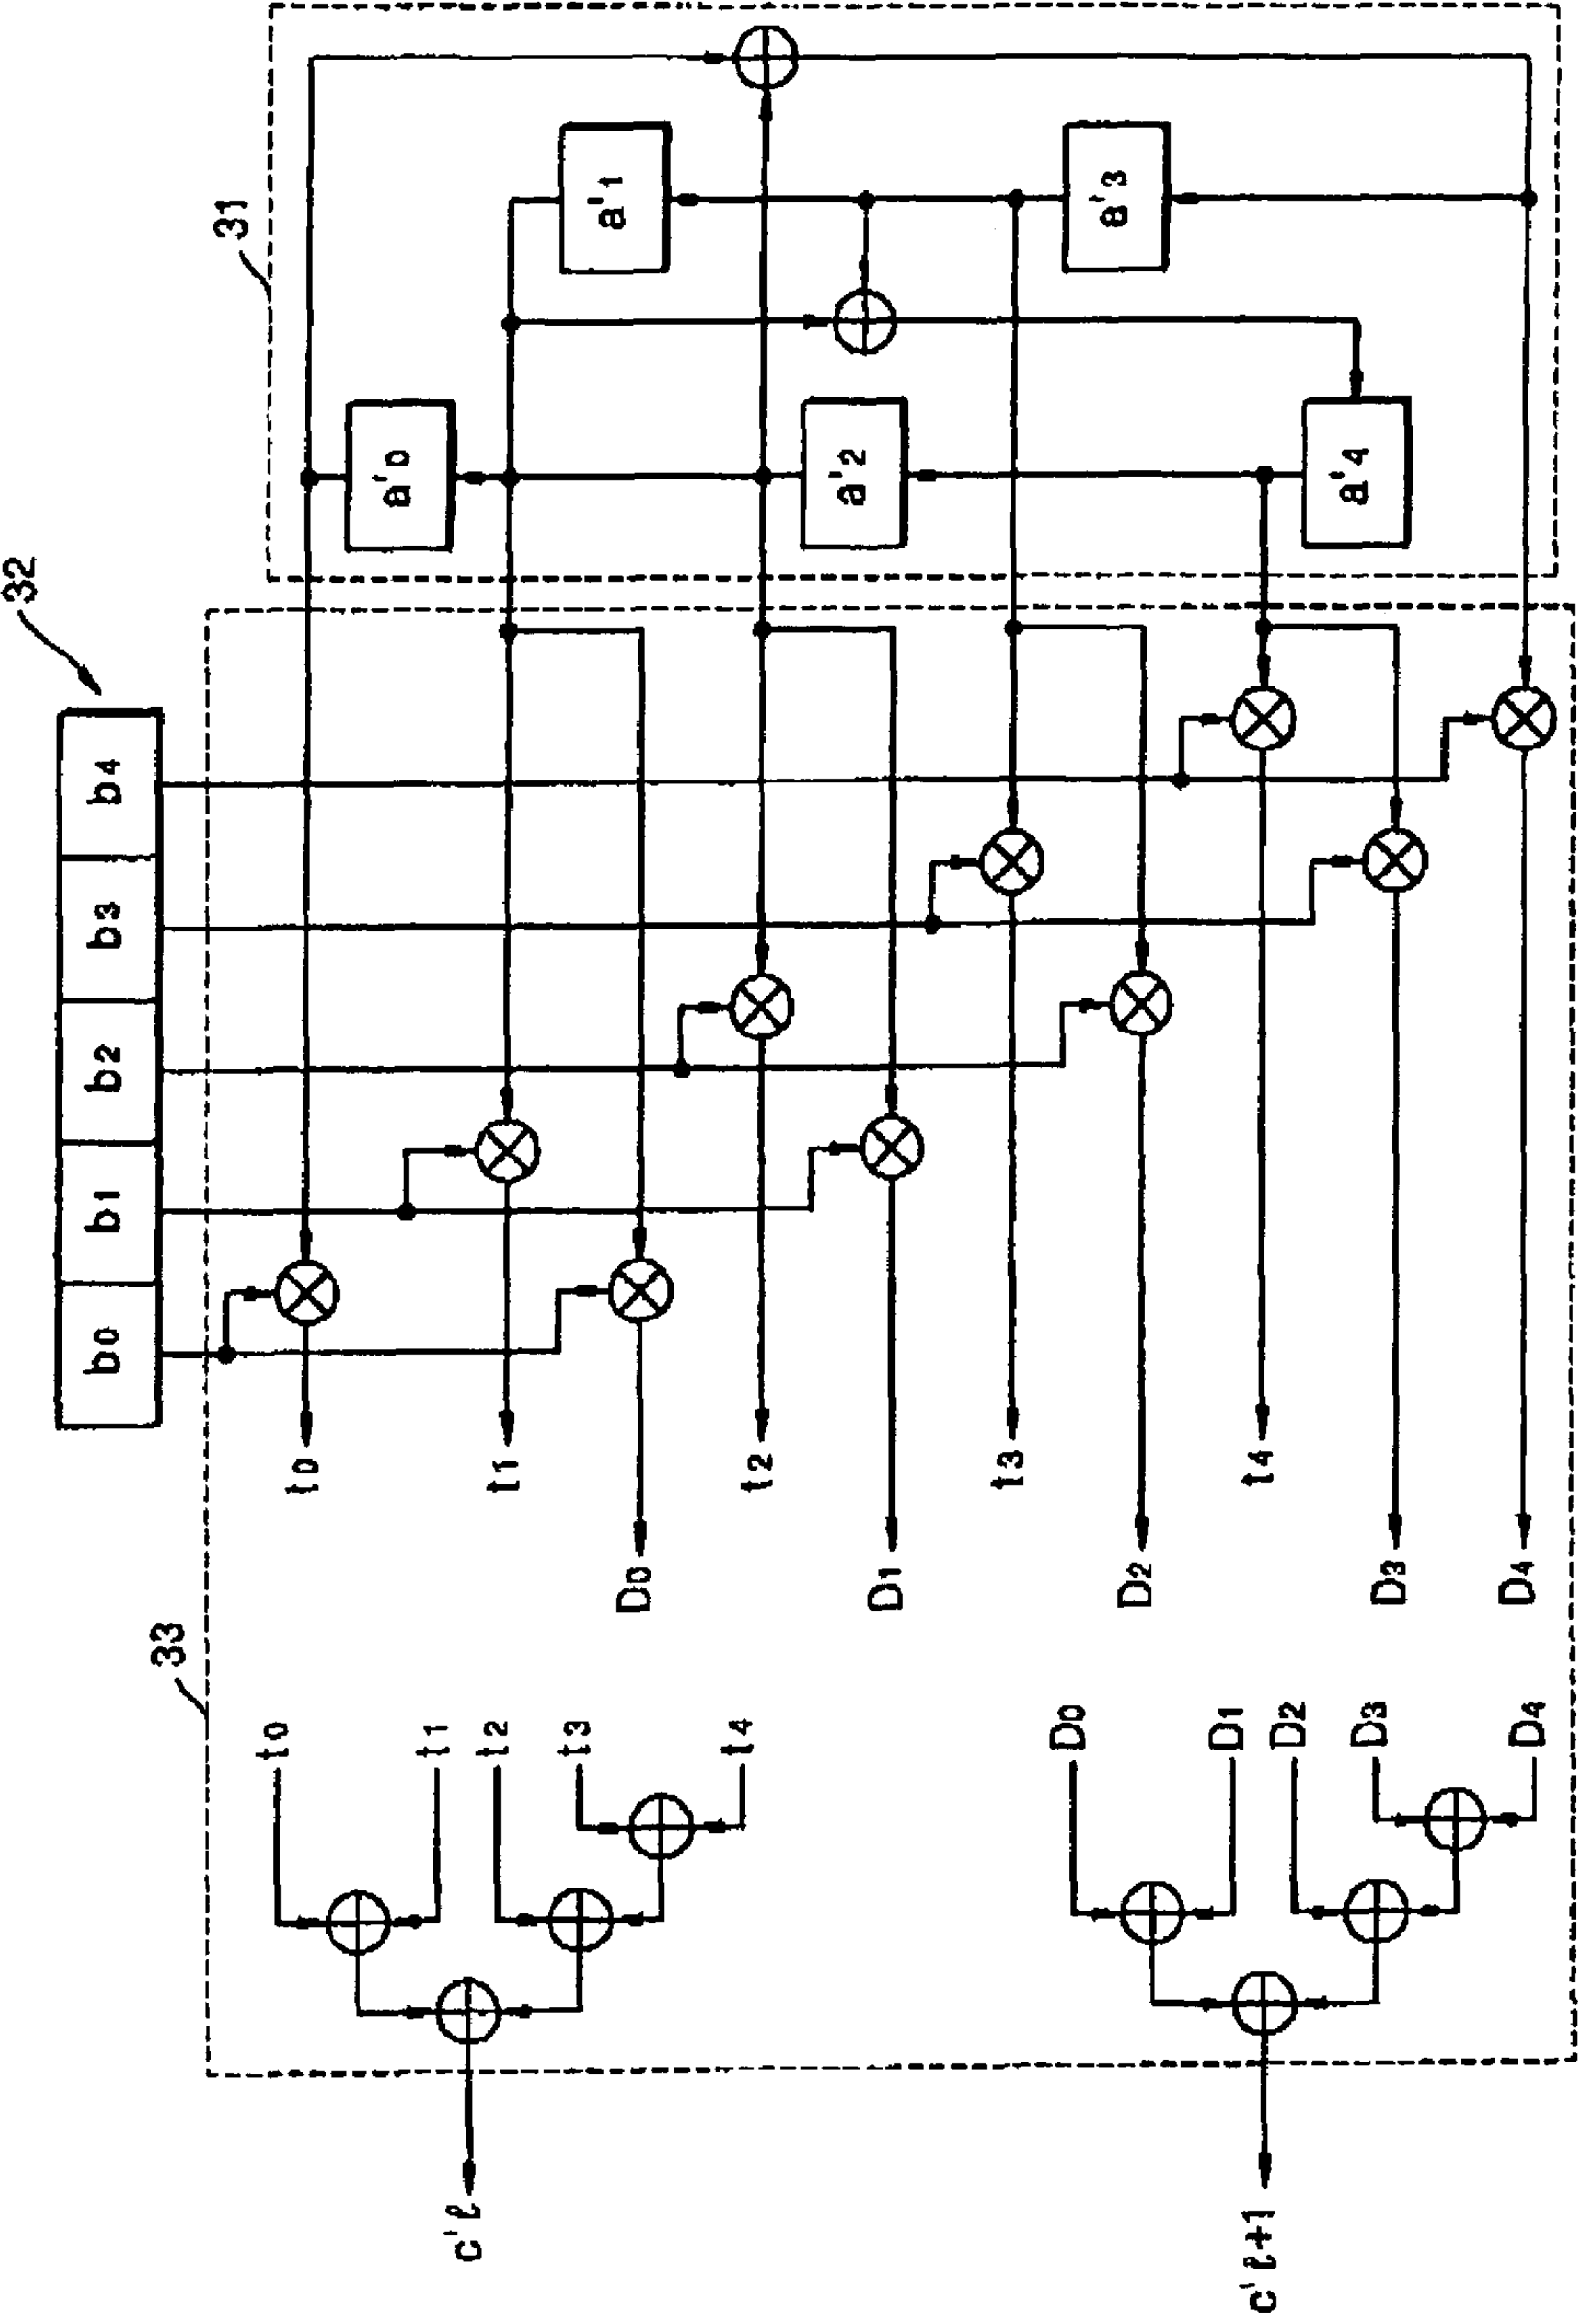 31
32
33
a'0
a'1
a'2
a'3
a'4
b0
b1
b2
b3
b4
t0
t1
D0
t2
D1
t3
D2
t4
D3
D4
t0
t1
t2
t3
t4
D0
D1
D2
D3
D4
c'ℓ
c'ℓ+1